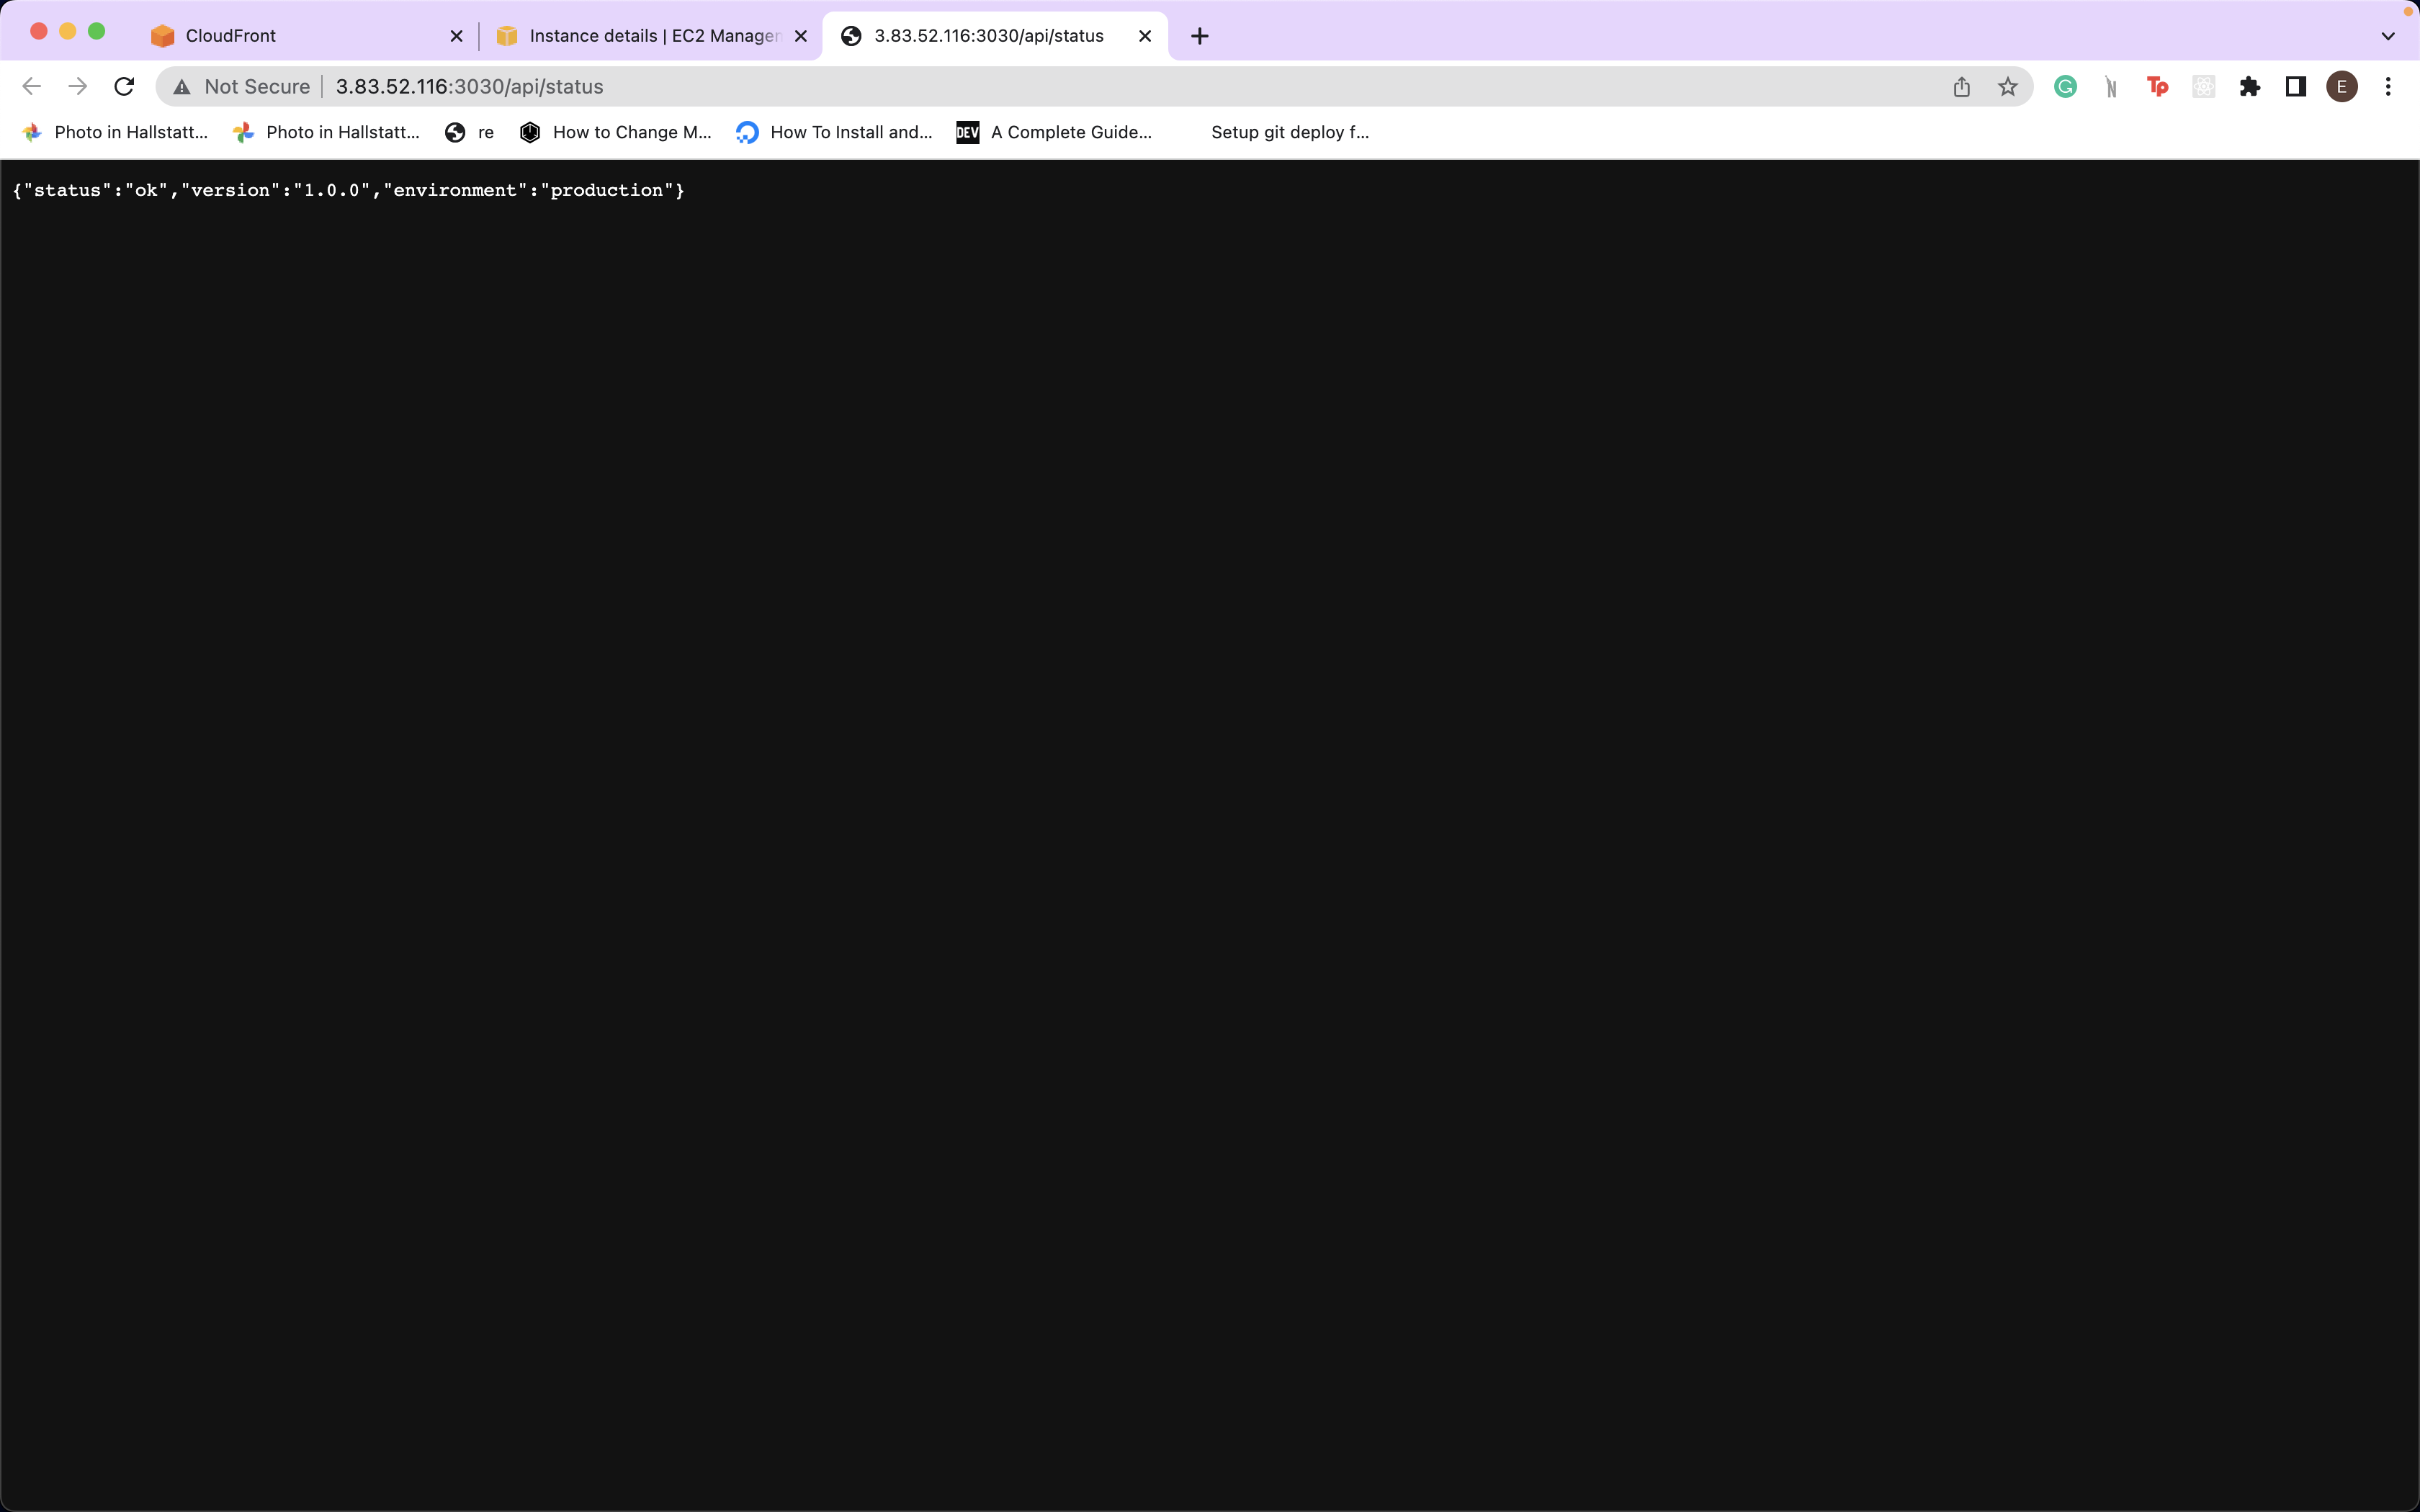 CloudFront
Instance details | EC2 Managen
3.83.52.116:3030/api/status
Not Secure
3.83.52.116:3030/api/status
E
Photo in Hallstatt...
Photo in Hallstatt...
re
How to Change M...
How To Install and...
DEV
A Complete Guide...
Setup git deploy f...
{"status":"ok","version":"1.0.0","environment":"production"}